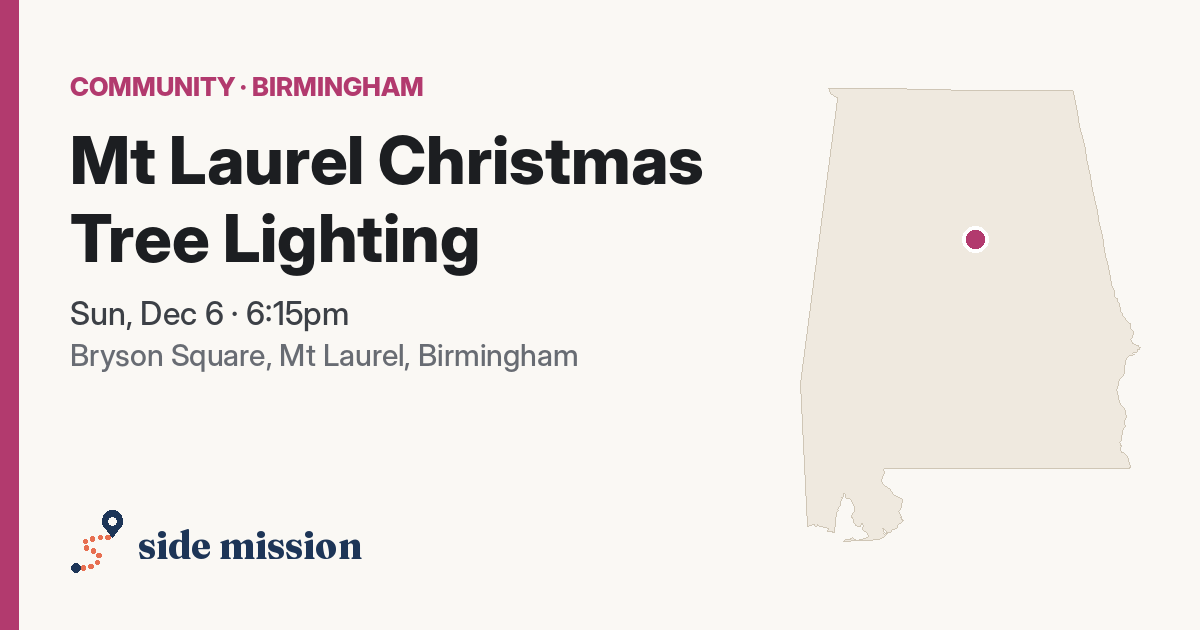 COMMUNITY · BIRMINGHAM
Mt Laurel Christmas
Tree Lighting
Sun, Dec 6 · 6:15pm
Bryson Square, Mt Laurel, Birmingham
side mission